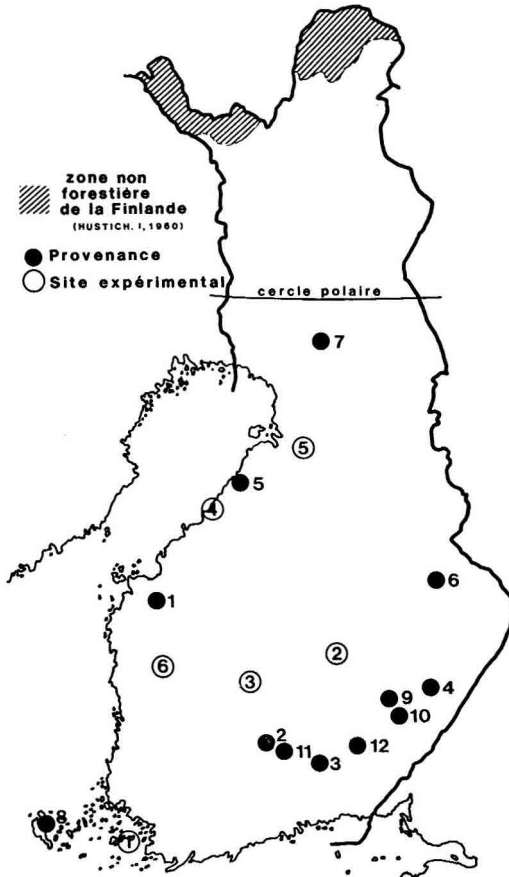 zone non
forestière
de la Finlande
(HUSTICH. I, 1960)
Provenance
Site expérimental
cercle polaire
7
5
5
4
6
1
2
6
3
4
9
10
2
12
11
3
8
1